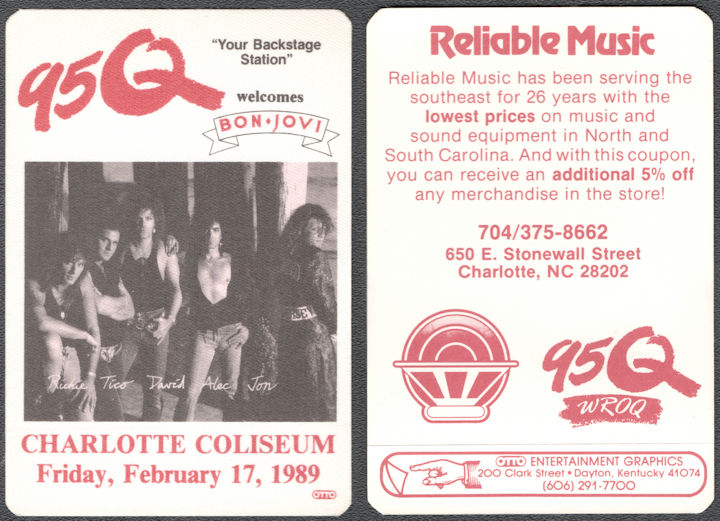 95Q
"Your Backstage
Station"
welcomes
BON•JOVI
Richie Tico David Alec Jon
CHARLOTTE COLISEUM
Friday, February 17, 1989
OTTO
Reliable Music
Reliable Music has been serving the
southeast for 26 years with the
lowest prices on music and
sound equipment in North and
South Carolina. And with this coupon,
you can receive an additional 5% off
any merchandise in the store!
704/375-8662
650 E. Stonewall Street
Charlotte, NC 28202
95Q
WROQ
OTTO ENTERTAINMENT GRAPHICS
200 Clark Street • Dayton, Kentucky 41074
(606) 291-7700